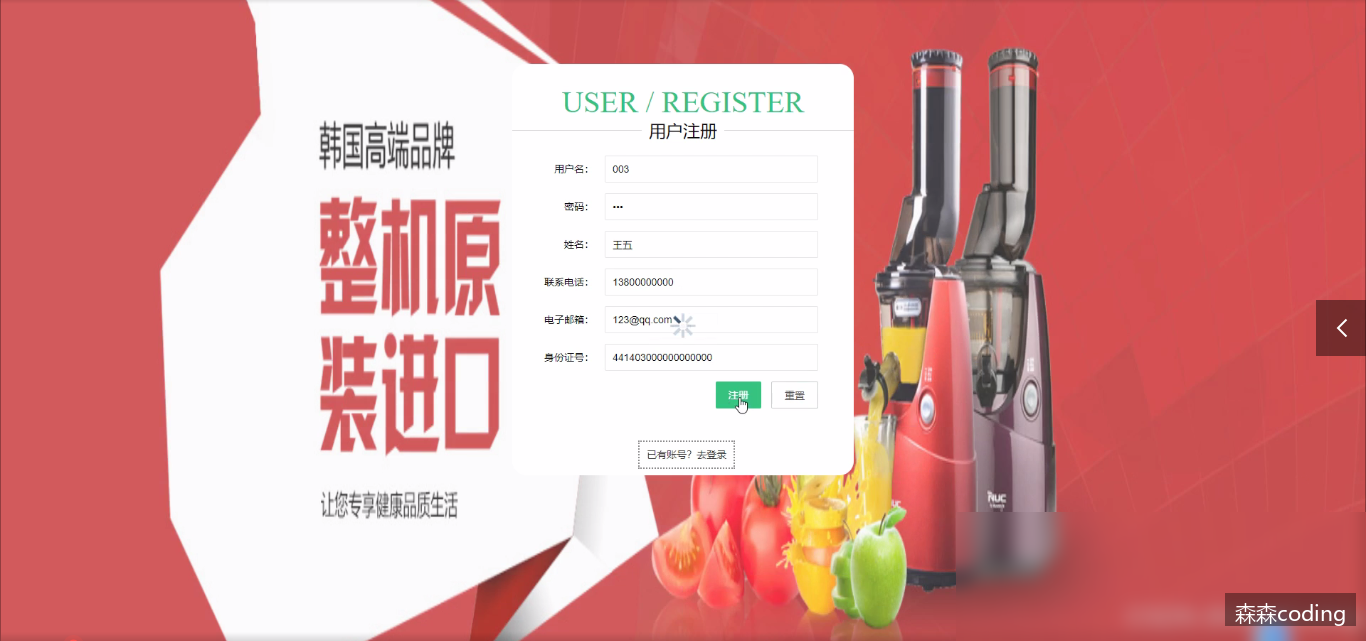 韩国高端品牌
整机原
装进口
让您专享健康品质生活
USER / REGISTER
用户注册
用户名： 003
密码： •••
姓名： 王五
联系电话： 13800000000
电子邮箱： 123@qq.com
身份证号： 441403000000000000
注册 重置
已有账号？去登录
NUC
森森coding